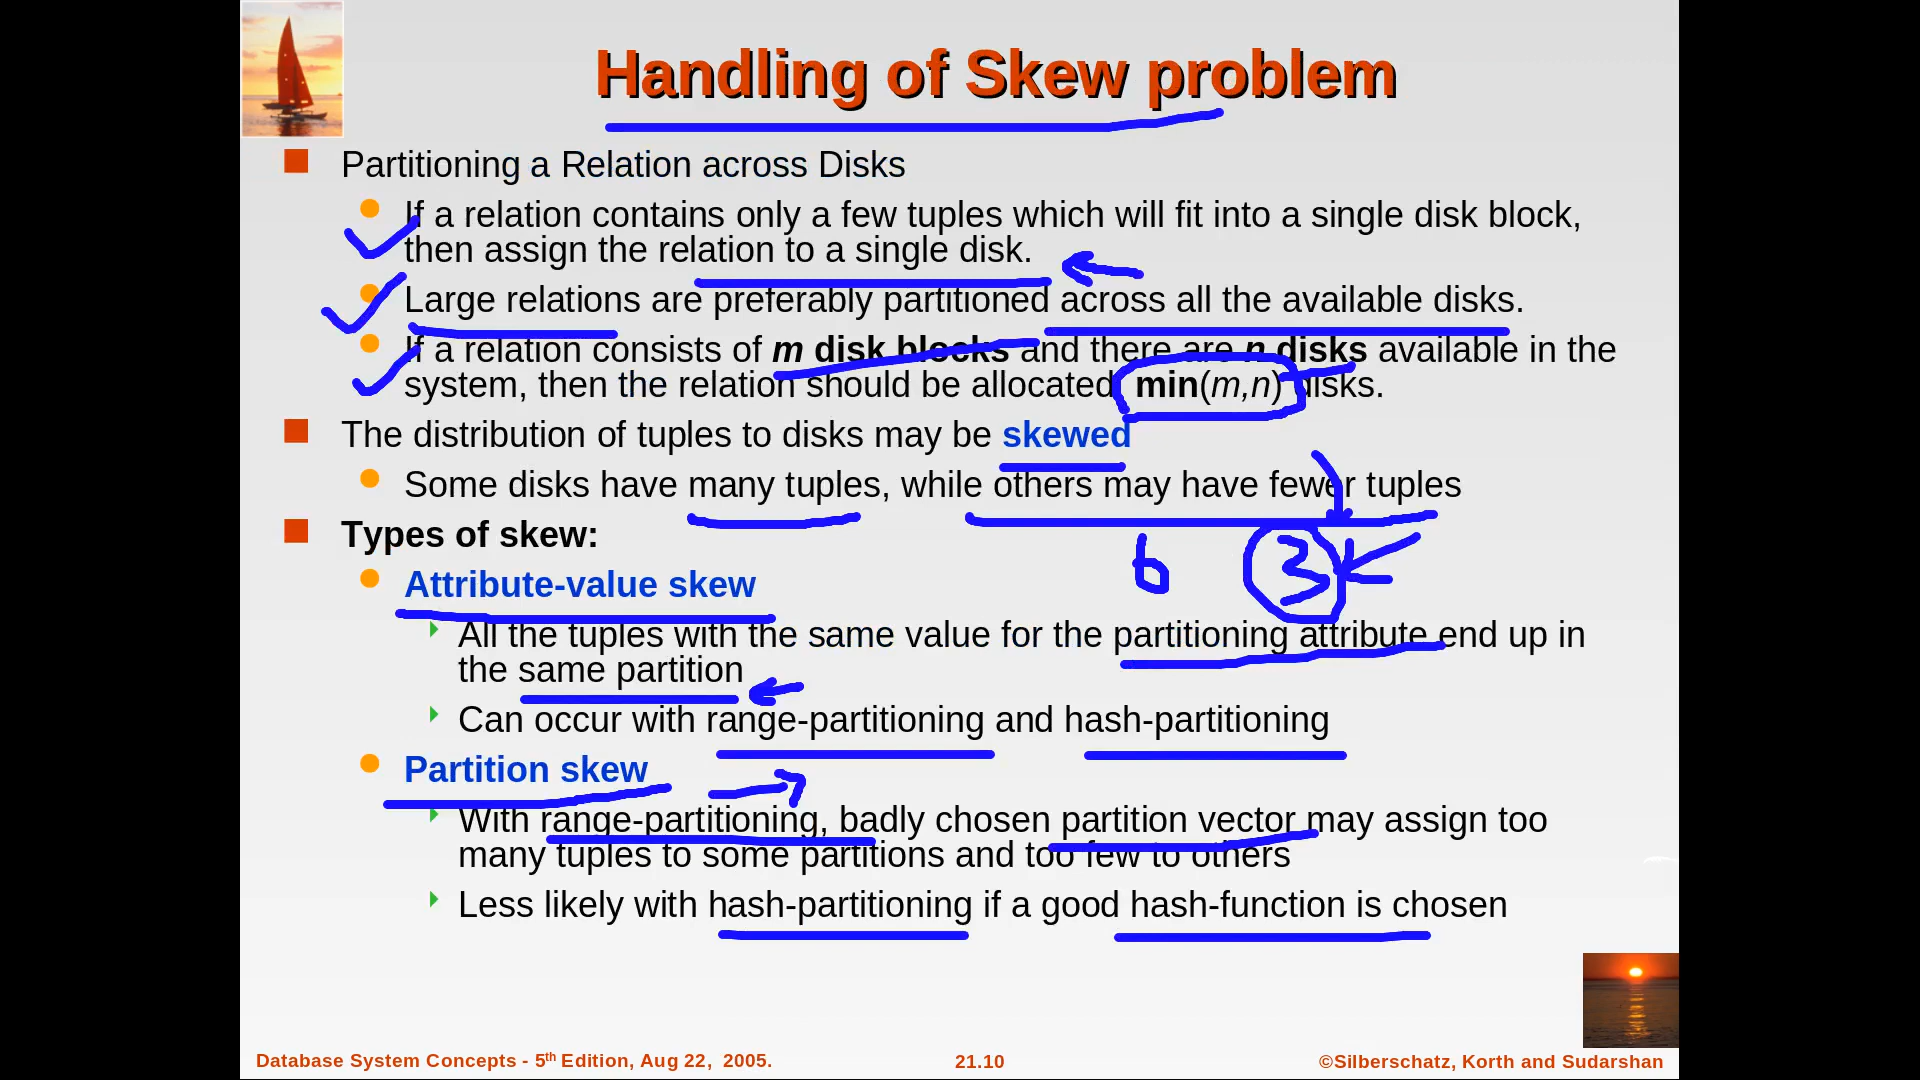 Handling of Skew problem
Partitioning a Relation across Disks
If a relation contains only a few tuples which will fit into a single disk block,
then assign the relation to a single disk.
Large relations are preferably partitioned across all the available disks.
If a relation consists of m disk blocks and there are n disks available in the
system, then the relation should be allocated min(m,n) disks.
The distribution of tuples to disks may be skewed
Some disks have many tuples, while others may have fewer tuples
Types of skew:
6 3
Attribute-value skew
All the tuples with the same value for the partitioning attribute end up in
the same partition
Can occur with range-partitioning and hash-partitioning
Partition skew
With range-partitioning, badly chosen partition vector may assign too
many tuples to some partitions and too few to others
Less likely with hash-partitioning if a good hash-function is chosen
Database System Concepts - 5th Edition, Aug 22, 2005.
21.10
©Silberschatz, Korth and Sudarshan